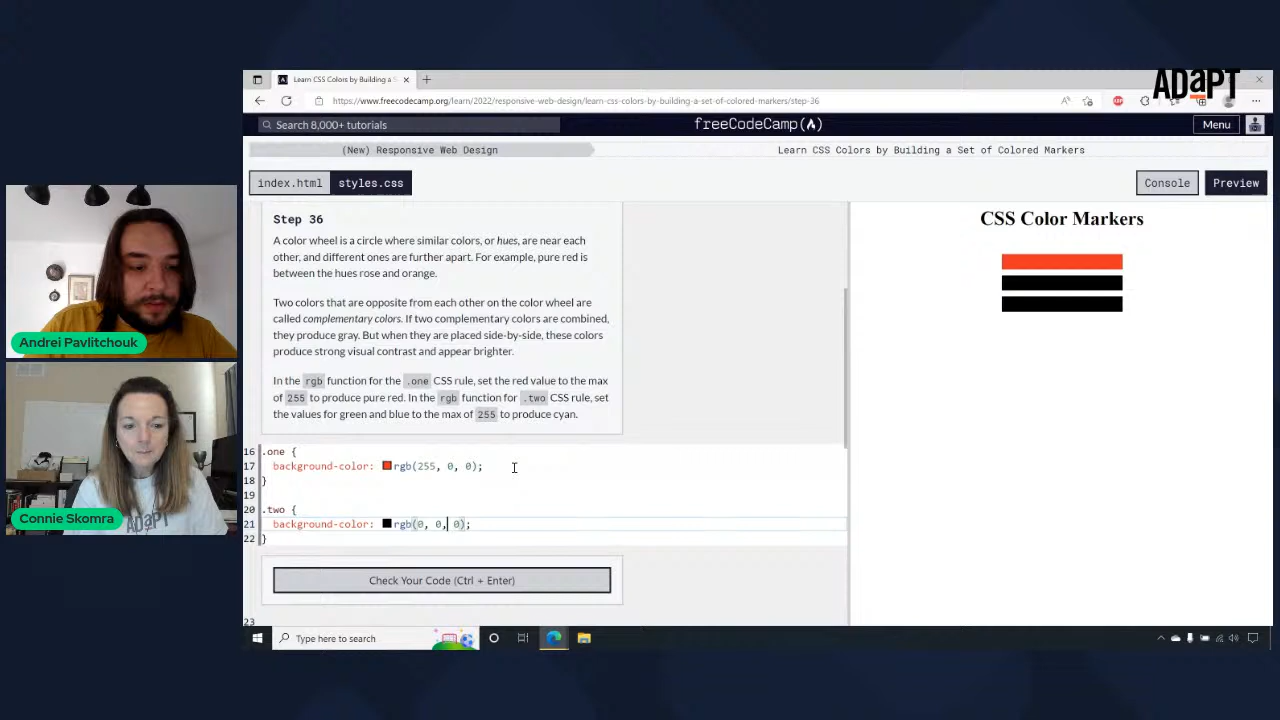 ADaPT
Learn CSS Colors by Building a S
https://www.freecodecamp.org/learn/2022/responsive-web-design/learn-css-colors-by-building-a-set-of-colored-markers/step-36
Search 8,000+ tutorials
freeCodeCamp
Menu
(New) Responsive Web Design
Learn CSS Colors by Building a Set of Colored Markers
index.html
styles.css
Console
Preview
Step 36
A color wheel is a circle where similar colors, or hues, are near each
other, and different ones are further apart. For example, pure red is
between the hues rose and orange.
Two colors that are opposite from each other on the color wheel are
called complementary colors. If two complementary colors are combined,
they produce gray. But when they are placed side-by-side, these colors
produce strong visual contrast and appear brighter.
In the rgb function for the .one CSS rule, set the red value to the max
of 255 to produce pure red. In the rgb function for .two CSS rule, set
the values for green and blue to the max of 255 to produce cyan.
16 .one {
17 background-color: rgb(255, 0, 0);
18 }
19
20 .two {
21 background-color: rgb(0, 0, 0);
22 }
Check Your Code (Ctrl + Enter)
23
CSS Color Markers
Andrei Pavlitchouk
ADaPT
Connie Skomra
Type here to search